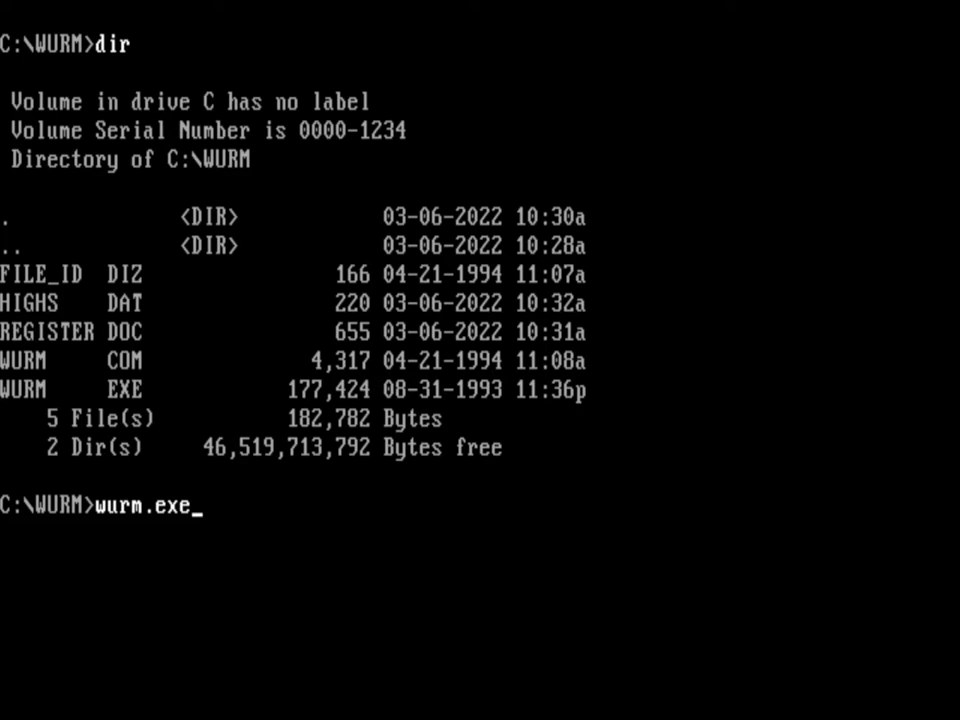 C:\WURM>dir
Volume in drive C has no label
Volume Serial Number is 0000-1234
Directory of C:\WURM
. <DIR> 03-06-2022 10:30a
.. <DIR> 03-06-2022 10:28a
FILE_ID DIZ 166 04-21-1994 11:07a
HIGHS DAT 220 03-06-2022 10:32a
REGISTER DOC 655 03-06-2022 10:31a
WURM COM 4,317 04-21-1994 11:08a
WURM EXE 177,424 08-31-1993 11:36p
5 File(s) 182,782 Bytes
2 Dir(s) 46,519,713,792 Bytes free
C:\WURM>wurm.exe_